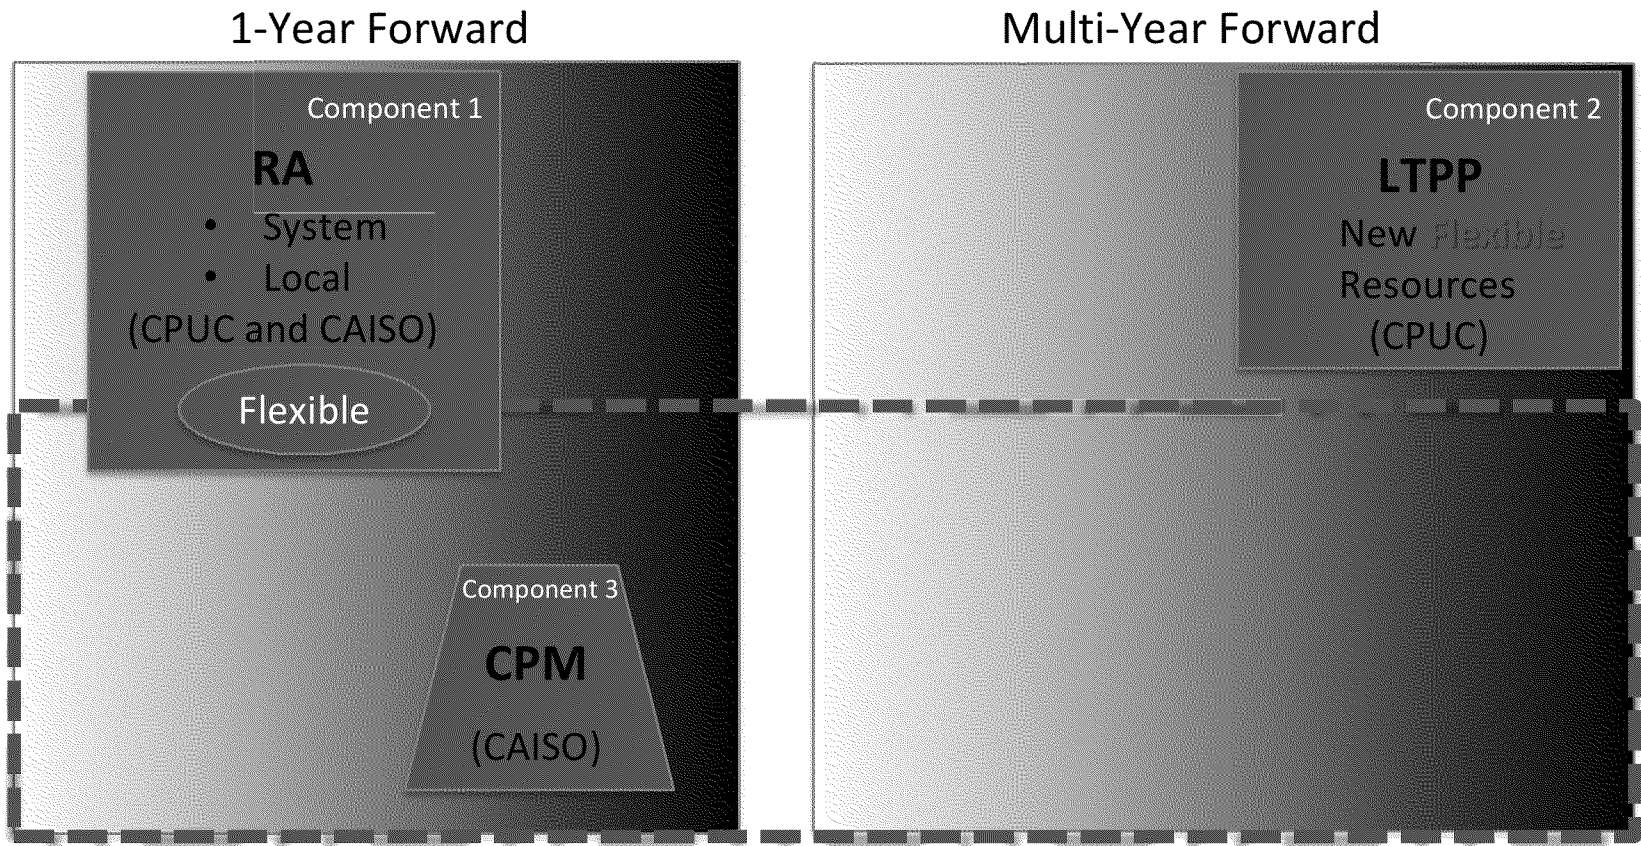 1-Year Forward
Multi-Year Forward
Component 1
RA
• System
• Local
(CPUC and CAISO)
Flexible
Component 2
LTPP
New Flexible
Resources
(CPUC)
Component 3
CPM
(CAISO)